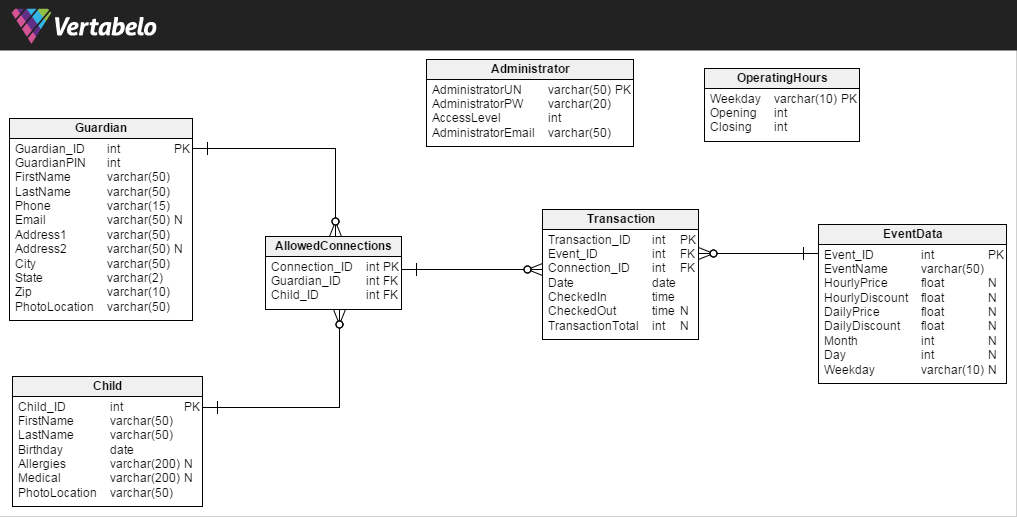 Vertabelo
Administrator
AdministratorUN varchar(50) PK
AdministratorPW varchar(20)
AccessLevel int
AdministratorEmail varchar(50)
OperatingHours
Weekday varchar(10) PK
Opening int
Closing int
Guardian
Guardian_ID int PK
GuardianPIN int
FirstName varchar(50)
LastName varchar(50)
Phone varchar(15)
Email varchar(50) N
Address1 varchar(50)
Address2 varchar(50) N
City varchar(50)
State varchar(2)
Zip varchar(10)
PhotoLocation varchar(50)
AllowedConnections
Connection_ID int PK
Guardian_ID int FK
Child_ID int FK
Transaction
Transaction_ID int PK
Event_ID int FK
Connection_ID int FK
Date date
CheckedIn time
CheckedOut time N
TransactionTotal int N
EventData
Event_ID int PK
EventName varchar(50)
HourlyPrice float N
HourlyDiscount float N
DailyPrice float N
DailyDiscount float N
Month int N
Day int N
Weekday varchar(10) N
Child
Child_ID int PK
FirstName varchar(50)
LastName varchar(50)
Birthday date
Allergies varchar(200) N
Medical varchar(200) N
PhotoLocation varchar(50)